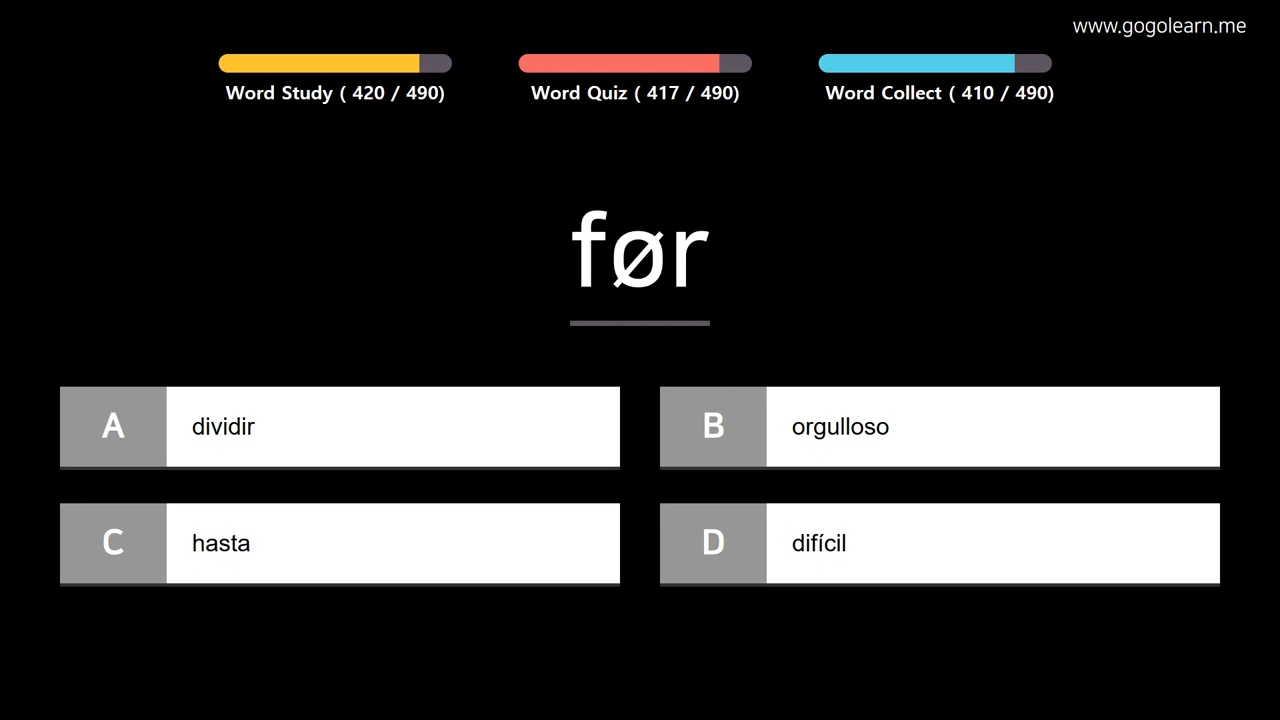 www.gogolearn.me
Word Study ( 420 / 490)
Word Quiz ( 417 / 490)
Word Collect ( 410 / 490)
før
A dividir
B orgulloso
C hasta
D difícil